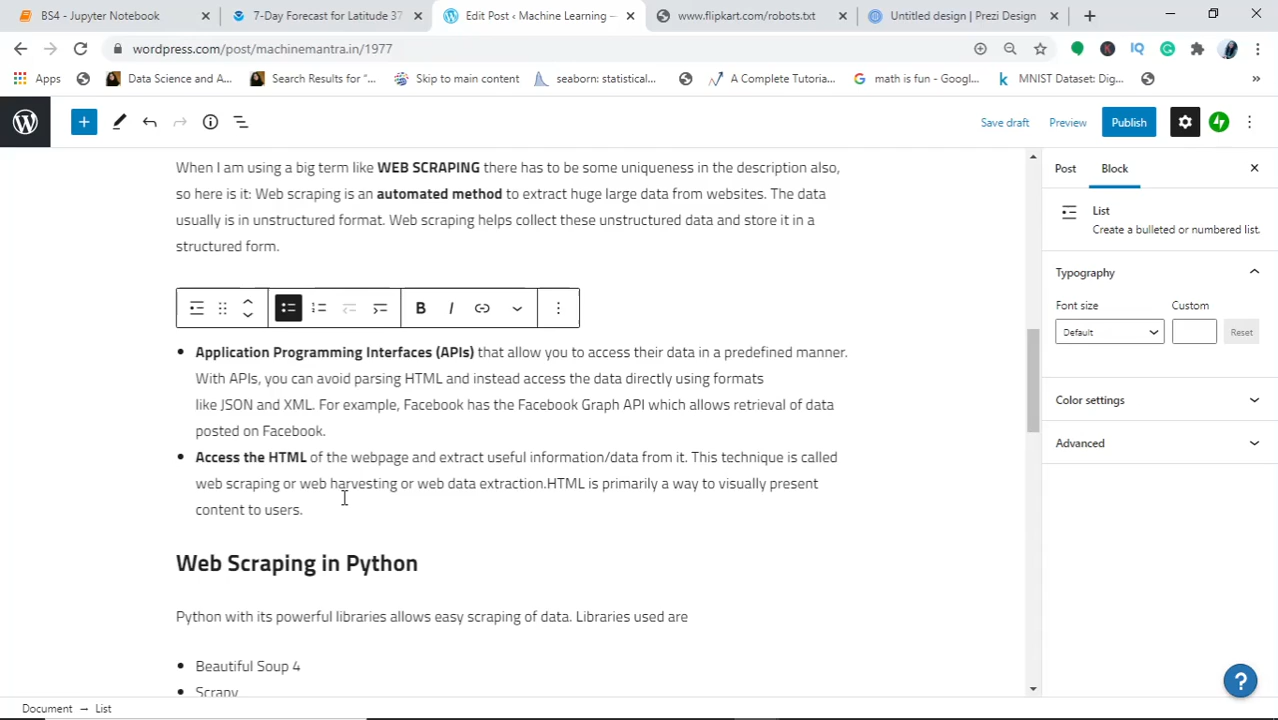 BS4 - Jupyter Notebook
7-Day Forecast for Latitude 37
Edit Post ‹ Machine Learning —
www.flipkart.com/robots.txt
Untitled design | Prezi Design
wordpress.com/post/machinemantra.in/1977
Apps
Data Science and A...
Search Results for "...
Skip to main content
seaborn: statistical...
A Complete Tutoria...
math is fun - Googl...
MNIST Dataset: Dig...
Save draft
Preview
Publish
When I am using a big term like WEB SCRAPING there has to be some uniqueness in the description also,
so here is it: Web scraping is an automated method to extract huge large data from websites. The data
usually is in unstructured format. Web scraping helps collect these unstructured data and store it in a
structured form.
B I
Application Programming Interfaces (APIs) that allow you to access their data in a predefined manner.
With APIs, you can avoid parsing HTML and instead access the data directly using formats
like JSON and XML. For example, Facebook has the Facebook Graph API which allows retrieval of data
posted on Facebook.
Access the HTML of the webpage and extract useful information/data from it. This technique is called
web scraping or web harvesting or web data extraction.HTML is primarily a way to visually present
content to users.
Web Scraping in Python
Python with its powerful libraries allows easy scraping of data. Libraries used are
Beautiful Soup 4
Scrapy
Post
Block
List
Create a bulleted or numbered list.
Typography
Font size
Custom
Default
Reset
Color settings
Advanced
Document → List